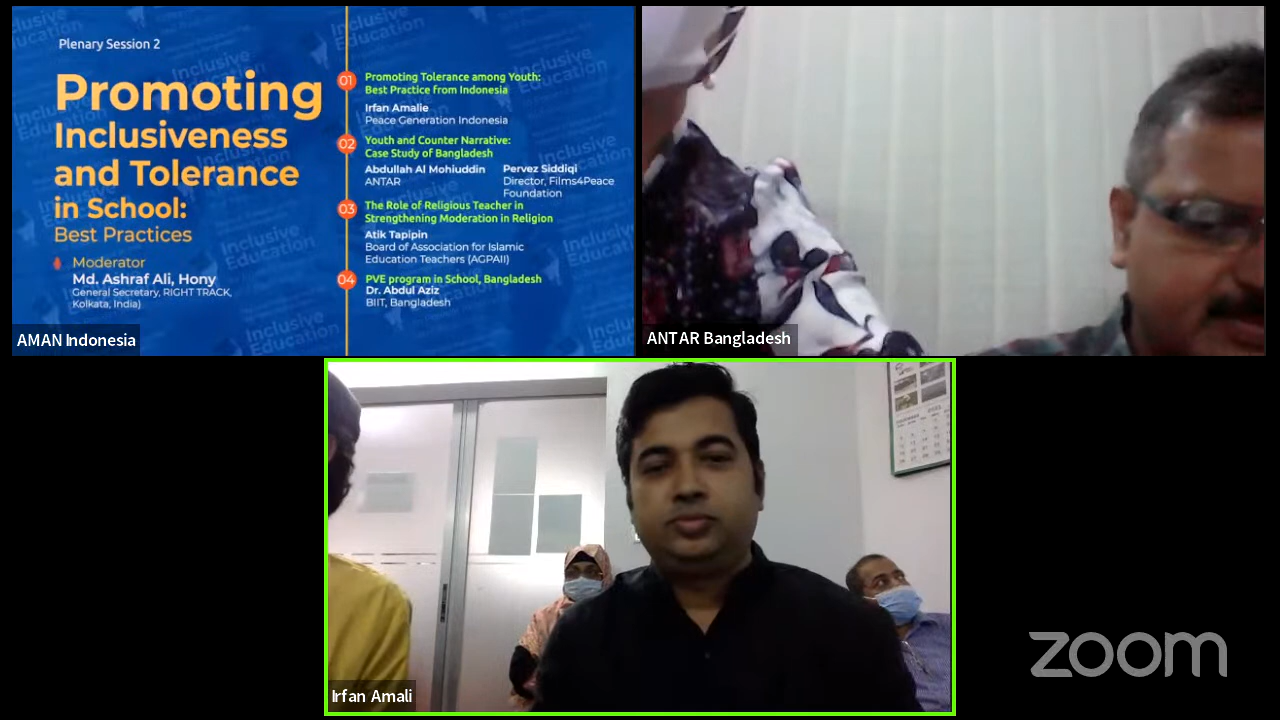 Plenary Session 2
Promoting
Inclusiveness
and Tolerance
in School:
Best Practices
Moderator
Md. Ashraf Ali, Hony
General Secretary, RIGHT TRACK,
Kolkata, India)
01
Promoting Tolerance among Youth:
Best Practice from Indonesia
Irfan Amalie
Peace Generation Indonesia
02
Youth and Counter Narrative:
Case Study of Bangladesh
Abdullah Al Mohiuddin
ANTAR
Pervez Siddiqi
Director, Films4Peace
Foundation
03
The Role of Religious Teacher in
Strengthening Moderation in Religion
Atik Tapipin
Board of Association for Islamic
Education Teachers (AGPAII)
04
PVE program in School, Bangladesh
Dr. Abdul Aziz
BIIT, Bangladesh
Inclusive
Education
AMAN Indonesia
ANTAR Bangladesh
Irfan Amali
zoom